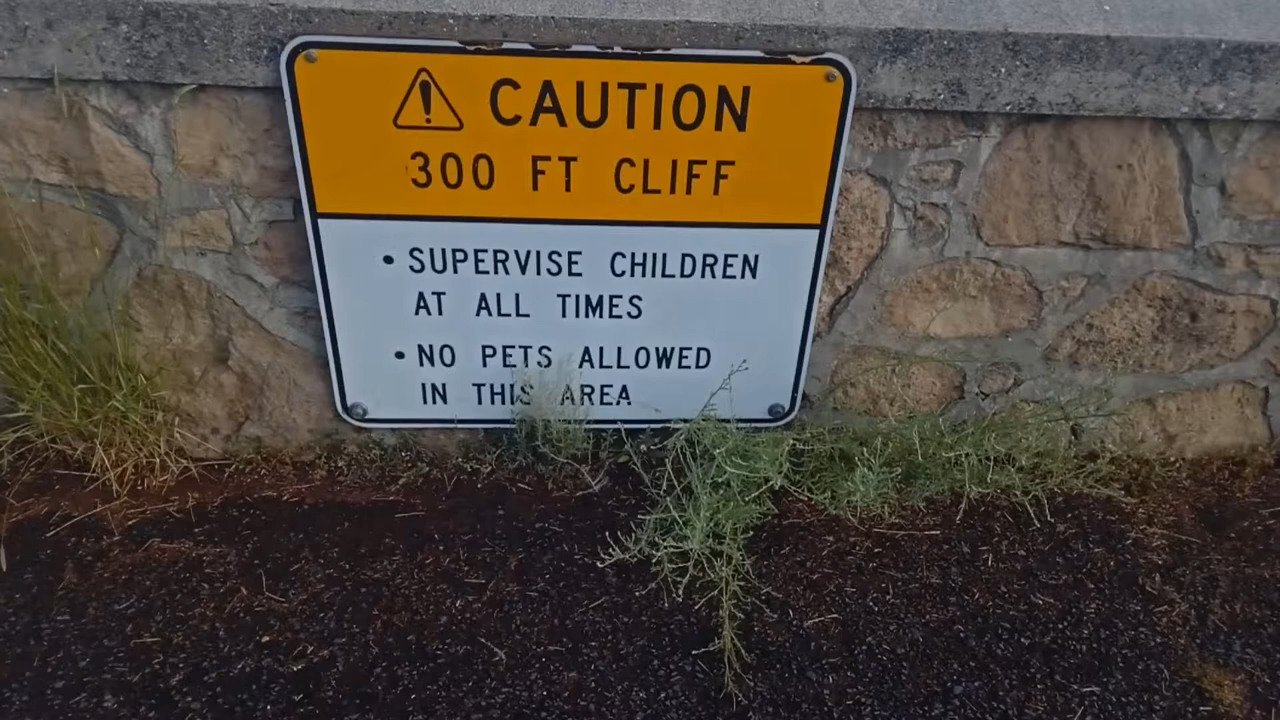 CAUTION
300 FT CLIFF
• SUPERVISE CHILDREN
AT ALL TIMES
• NO PETS ALLOWED
IN THIS AREA